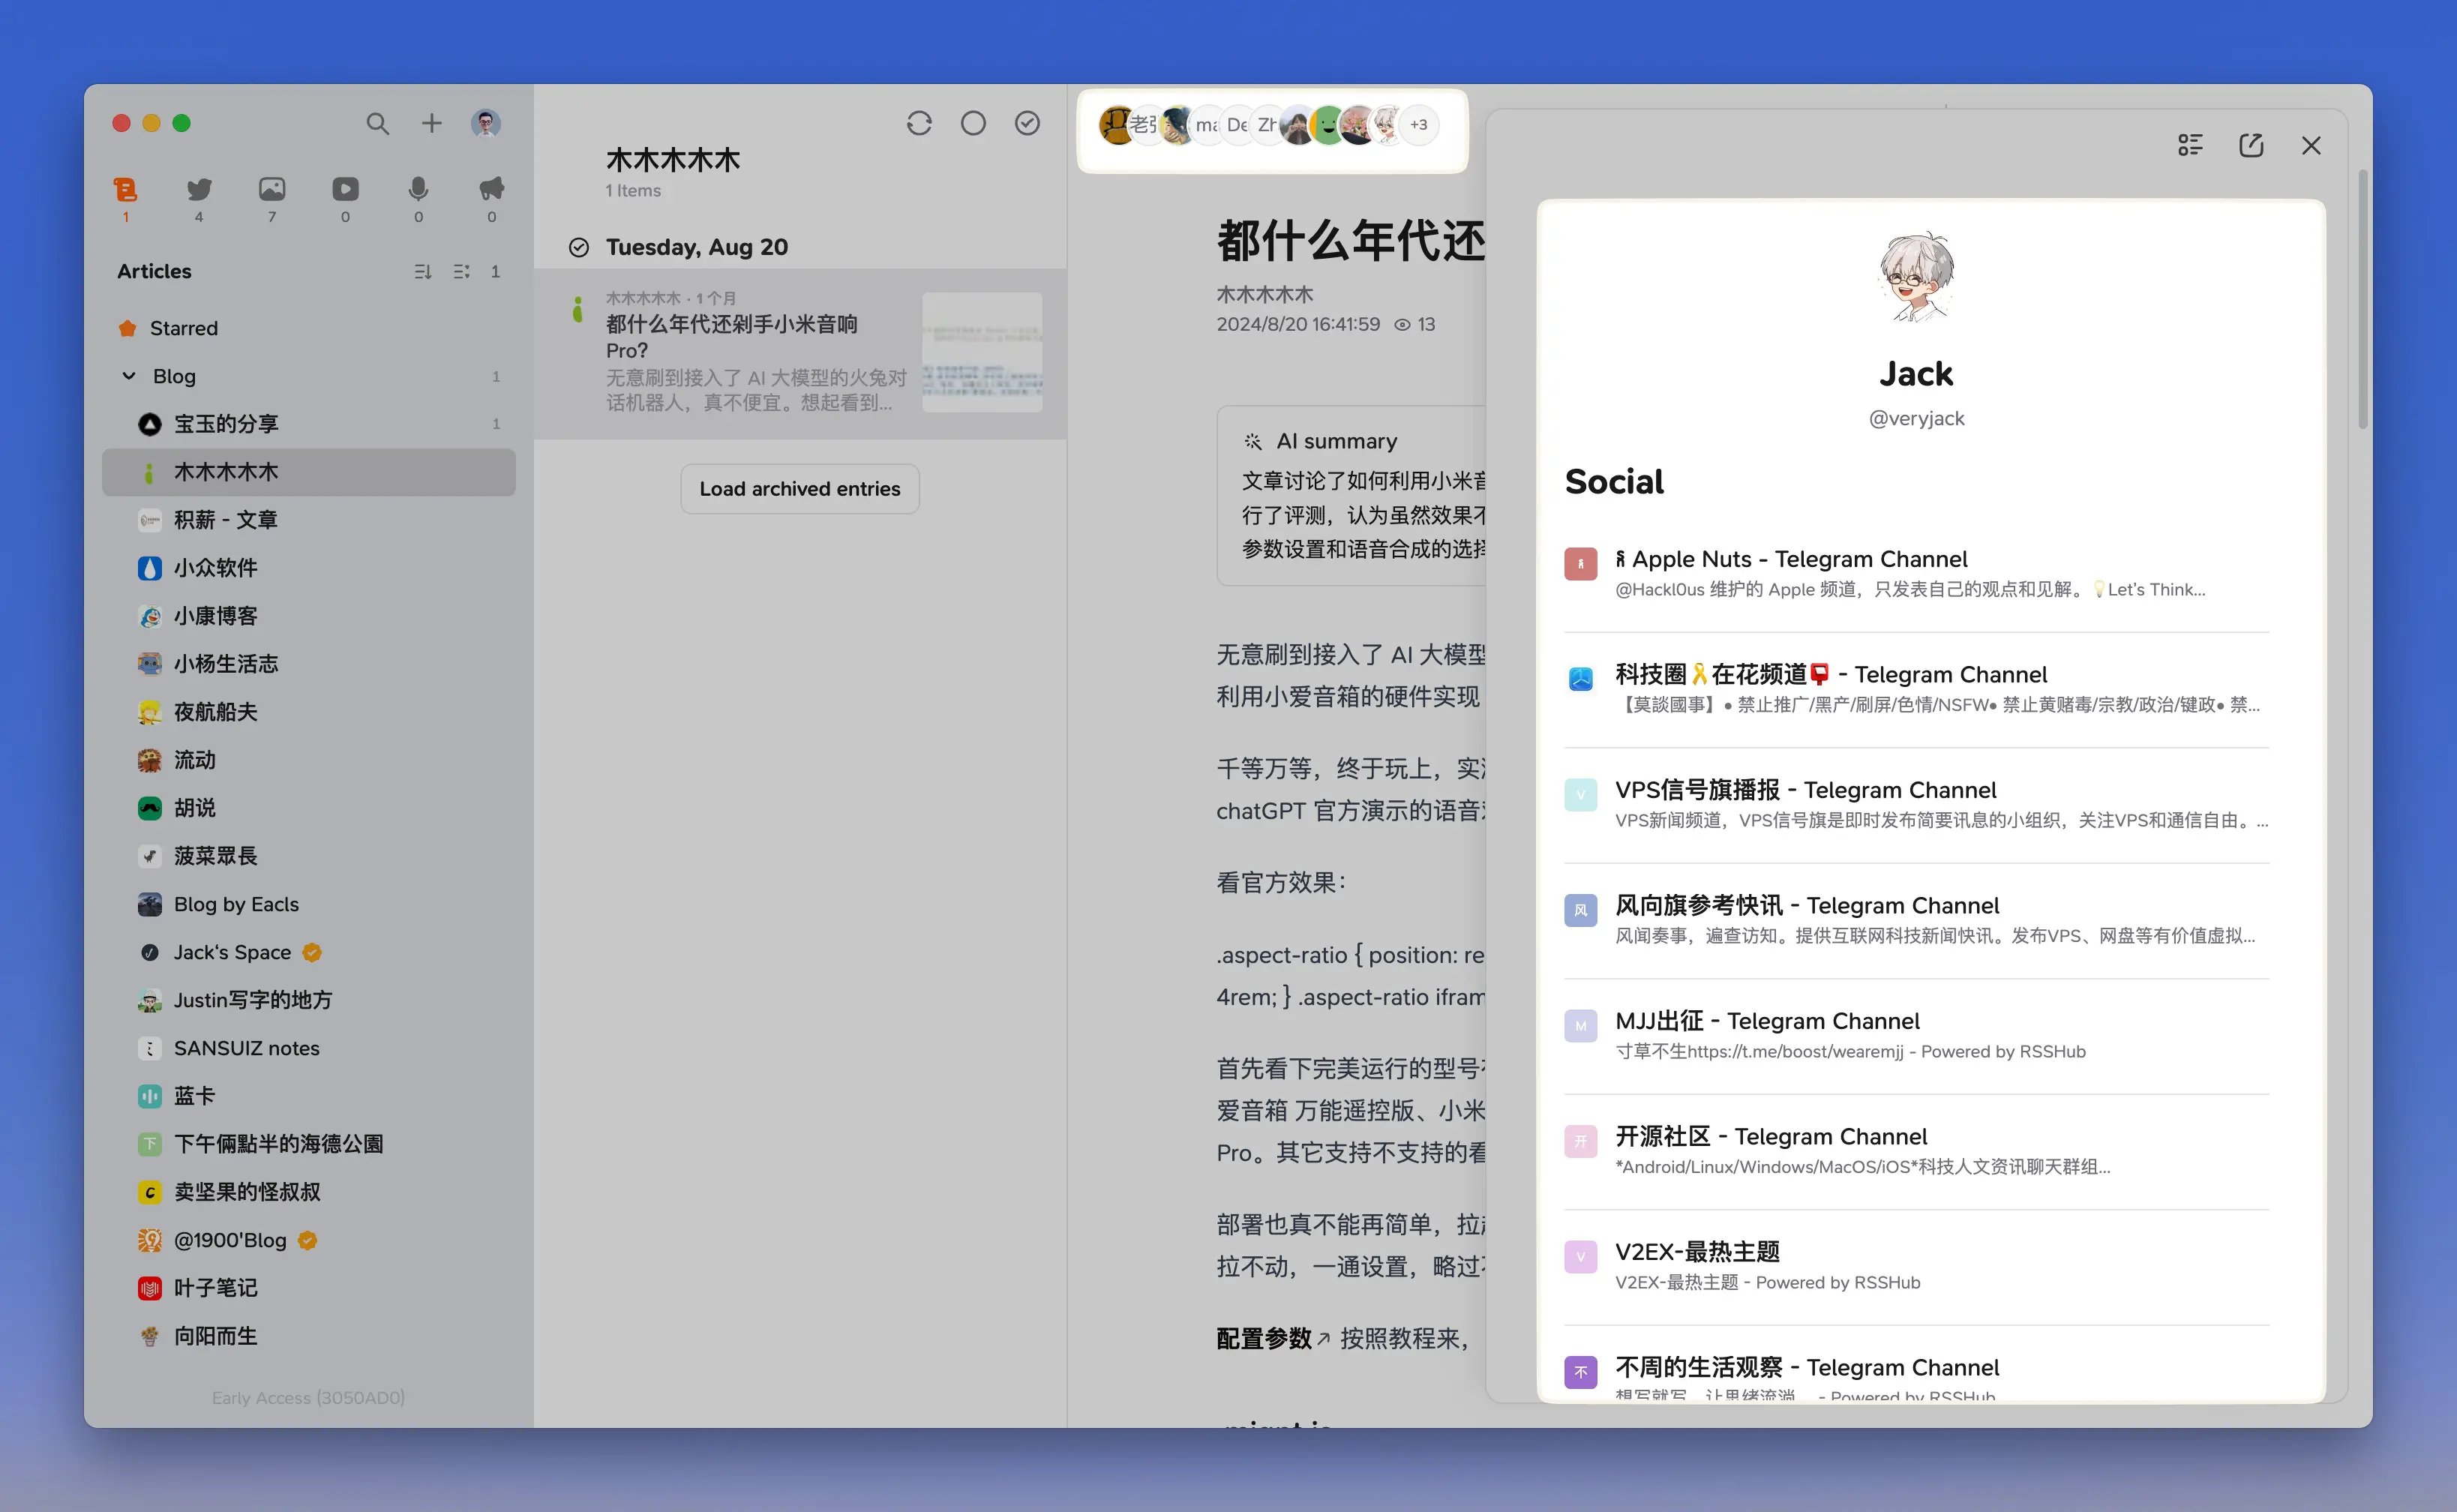 1
4
7
0
0
0
Articles
1
Starred
Blog
1
宝玉的分享
1
木木木木木
积薪 - 文章
小众软件
小康博客
小杨生活志
夜航船夫
流动
胡说
菠菜眾長
Blog by Eacls
Jack's Space
Justin写字的地方
SANSUIZ notes
蓝卡
下
下午倆點半的海德公園
卖坚果的怪叔叔
@1900'Blog
叶子笔记
向阳而生
Early Access (3050AD0)
木木木木木
1 Items
Tuesday, Aug 20
木木木木木 · 1 个月
都什么年代还剁手小米音响
Pro?
无意刷到接入了 AI 大模型的火兔对
话机器人，真不便宜。想起看到...
Load archived entries
ma De Zh +3
都什么年代还
木木木木木
2024/8/20 16:41:59 13
AI summary
文章讨论了如何利用小米音
行了评测，认为虽然效果不
参数设置和语音合成的选择
无意刷到接入了 AI 大模型
利用小爱音箱的硬件实现
千等万等，终于玩上，实
chatGPT 官方演示的语音
看官方效果：
.aspect-ratio { position: re
4rem; } .aspect-ratio ifram
首先看下完美运行的型号
爱音箱 万能遥控版、小米
Pro。其它支持不支持的看
部署也真不能再简单，拉
拉不动，一通设置，略过
配置参数↗ 按照教程来，
Jack
@veryjack
Social
Apple Nuts - Telegram Channel
@Hackl0us 维护的 Apple 频道，只发表自己的观点和见解。💡Let's Think...
科技圈🎗在花频道📮 - Telegram Channel
【莫談國事】• 禁止推广/黑产/刷屏/色情/NSFW• 禁止黄赌毒/宗教/政治/键政• 禁...
V
VPS信号旗播报 - Telegram Channel
VPS新闻频道，VPS信号旗是即时发布简要讯息的小组织，关注VPS和通信自由。...
风
风向旗参考快讯 - Telegram Channel
风闻奏事，遍查访知。提供互联网科技新闻快讯。发布VPS、网盘等有价值虚拟...
M
MJJ出征 - Telegram Channel
寸草不生https://t.me/boost/wearemjj - Powered by RSSHub
开
开源社区 - Telegram Channel
*Android/Linux/Windows/MacOS/iOS*科技人文资讯聊天群组...
V
V2EX-最热主题
V2EX-最热主题 - Powered by RSSHub
不
不周的生活观察 - Telegram Channel
想写就写，让思绪流淌 - Powered by RSSHub